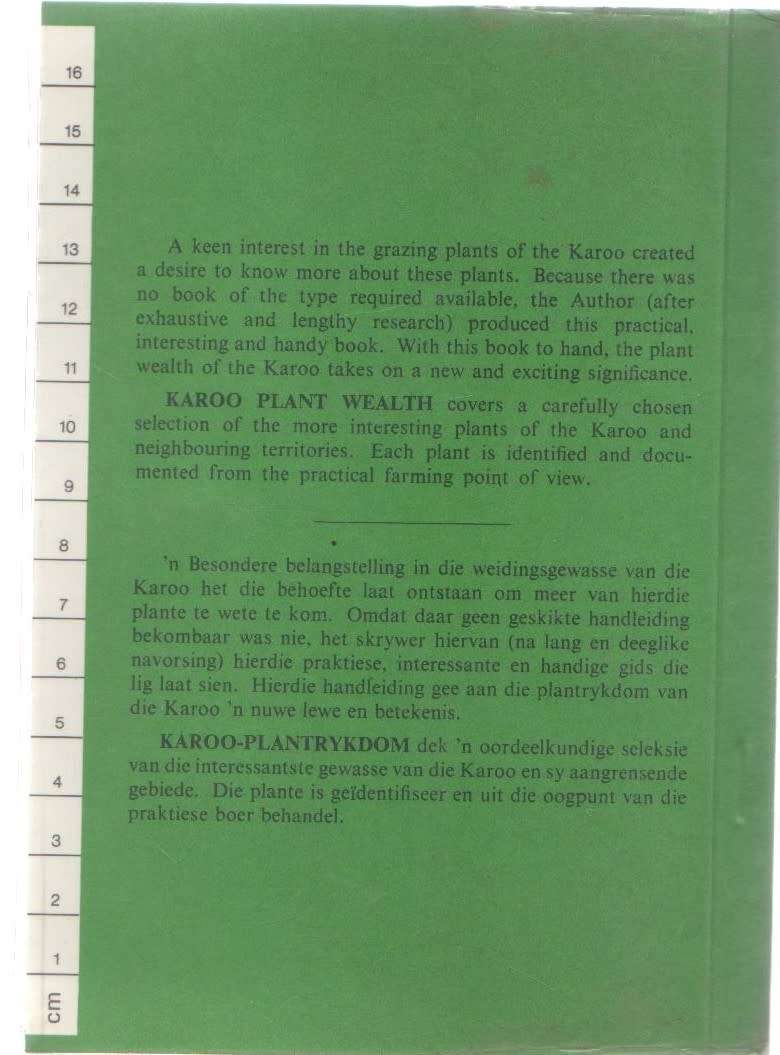 16
15
14
13
12
11
10
9
8
7
6
5
4
3
2
1
cm
A keen interest in the grazing plants of the Karoo created
a desire to know more about these plants. Because there was
no book of the type required available, the Author (after
exhaustive and lengthy research) produced this practical,
interesting and handy book. With this book to hand, the plant
wealth of the Karoo takes on a new and exciting significance.
KAROO PLANT WEALTH covers a carefully chosen
selection of the more interesting plants of the Karoo and
neighbouring territories. Each plant is identified and docu-
mented from the practical farming point of view.
'n Besondere belangstelling in die weidingsgewasse van die
Karoo het die behoefte laat ontstaan om meer van hierdie
plante te wete te kom. Omdat daar geen geskikte handleiding
bekombaar was nie, het skrywer hiervan (na lang en deeglike
navorsing) hierdie praktiese, interessante en handige gids die
lig laat sien. Hierdie handleiding gee aan die plantrykdom van
die Karoo 'n nuwe lewe en betekenis.
KAROO-PLANTRYKDOM dek 'n oordeelkundige seleksie
van die interessantste gewasse van die Karoo en sy aangrensende
gebiede. Die plante is geïdentifiseer en uit die oogpunt van die
praktiese boer behandel.